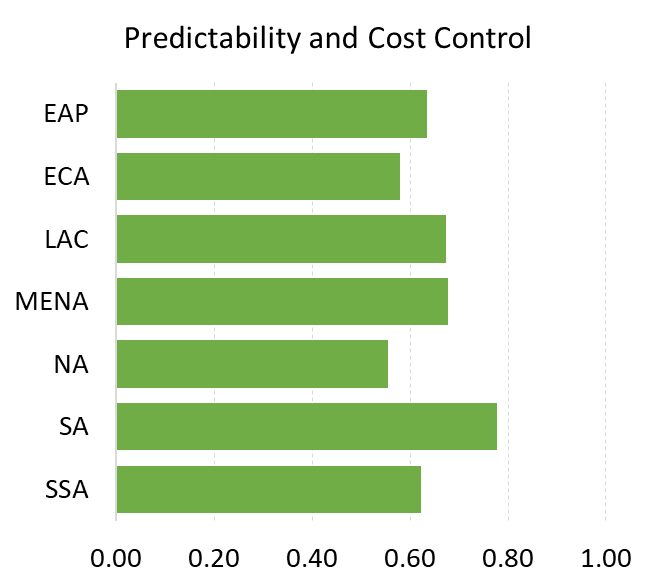 Predictability and Cost Control
EAP
ECA
LAC
MENA
NA
SA
SSA
0.00 0.20 0.40 0.60 0.80 1.00